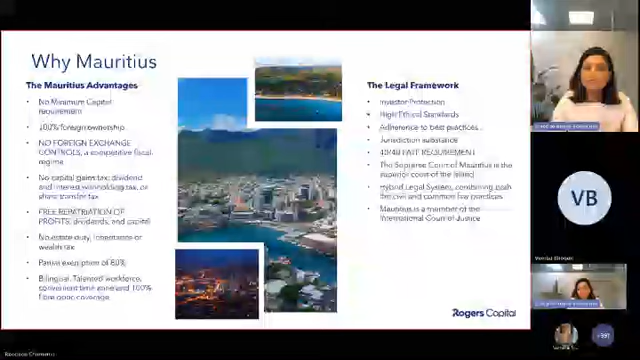 Why Mauritius
The Mauritius Advantages
No Minimum Capital
requirement
100% foreign ownership
NO FOREIGN EXCHANGE
CONTROLS, a competitive fiscal
regime
No capital gains tax, dividend
and interest withholding tax, or
share transfer tax
FREE REPATRIATION OF
PROFITS, dividends, and capital
No estate duty, inheritance or
wealth tax
Partial exemption of 80%
Bilingual, Talented workforce,
convenient time zone and 100%
fibre optic coverage
The Legal Framework
Investor Protection
High Ethical Standards
Adherence to best practices
Jurisdiction substance
REQUIREMENT
The Supreme Court of Mauritius is the
superior court of the island
Hybrid Legal System, combining both
the civil and common law practices
Mauritius is a member of the
International Court of Justice
Rogers Capital
VB